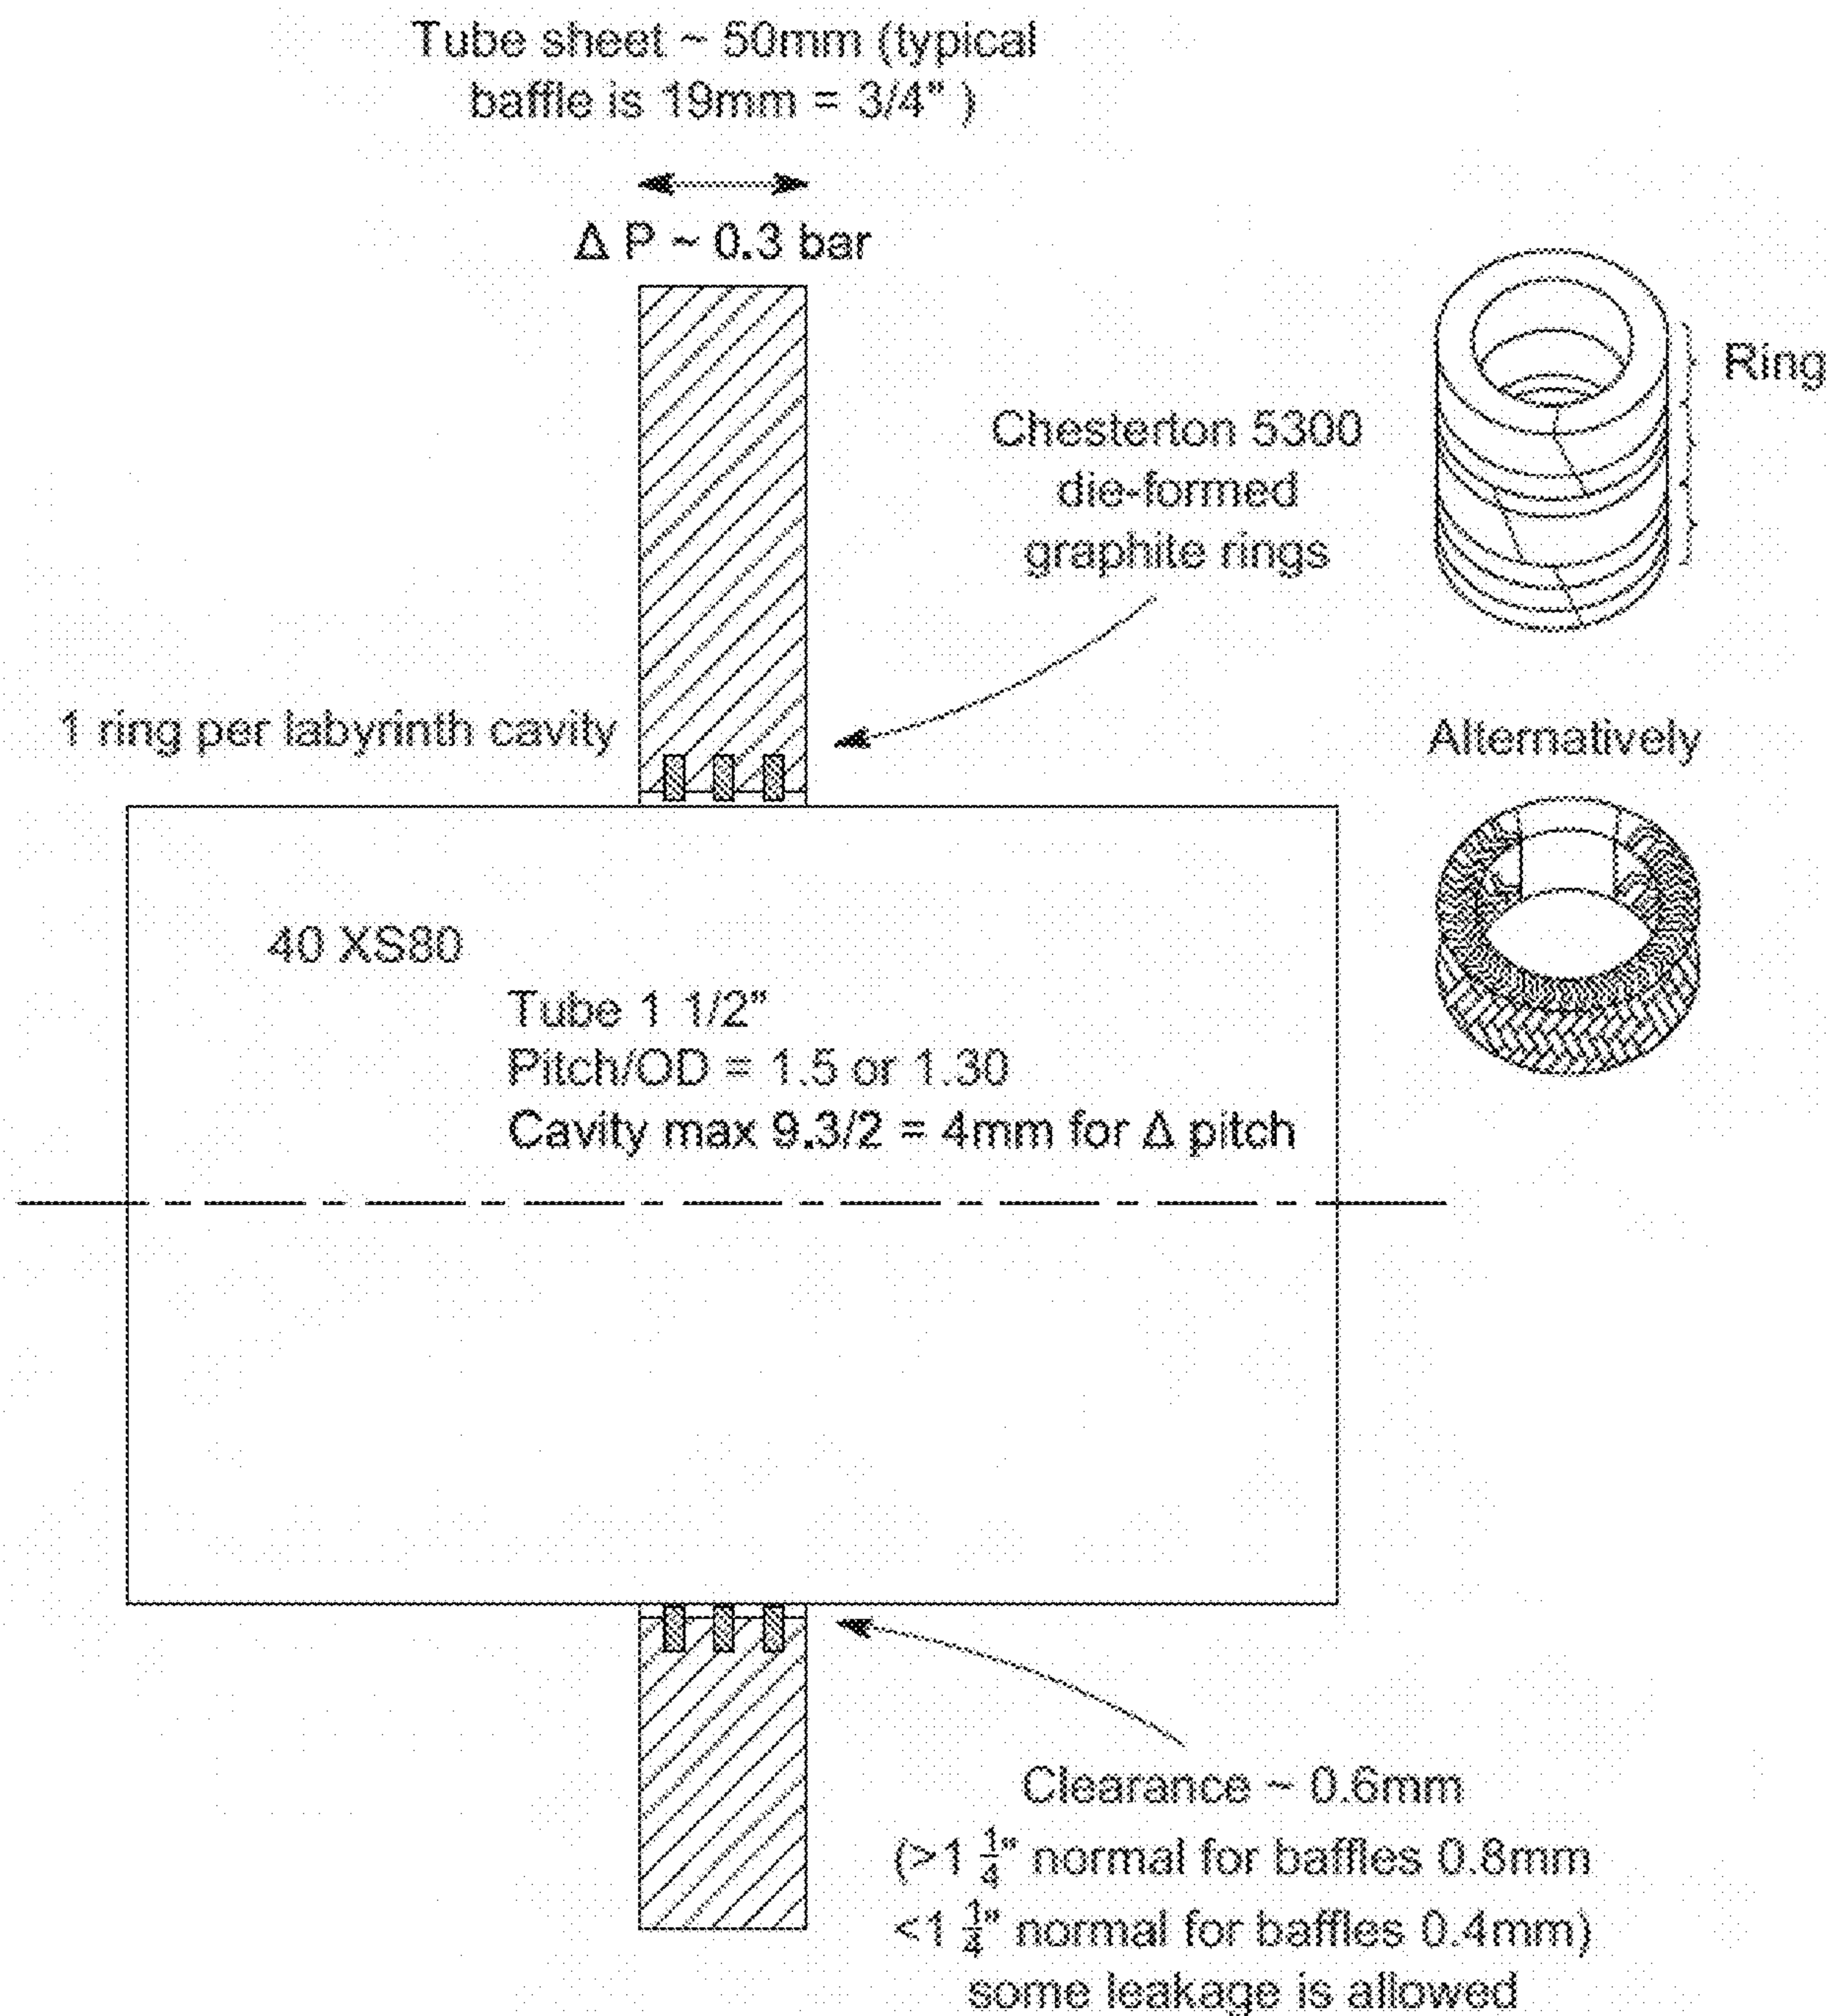 Tube sheet ~ 50mm (typical
baffle is 19mm = 3/4" )
Δ P ~ 0.3 bar
Ring
Chesterton 5300
die-formed
graphite rings
1 ring per labyrinth cavity
Alternatively
40 XS80
Tube 1 1/2"
Pitch/OD = 1.5 or 1.30
Cavity max 9.3/2 = 4mm for Δ pitch
Clearance ~ 0.6mm
(>1 1/4" normal for baffles 0.8mm
<1 1/4" normal for baffles 0.4mm)
some leakage is allowed